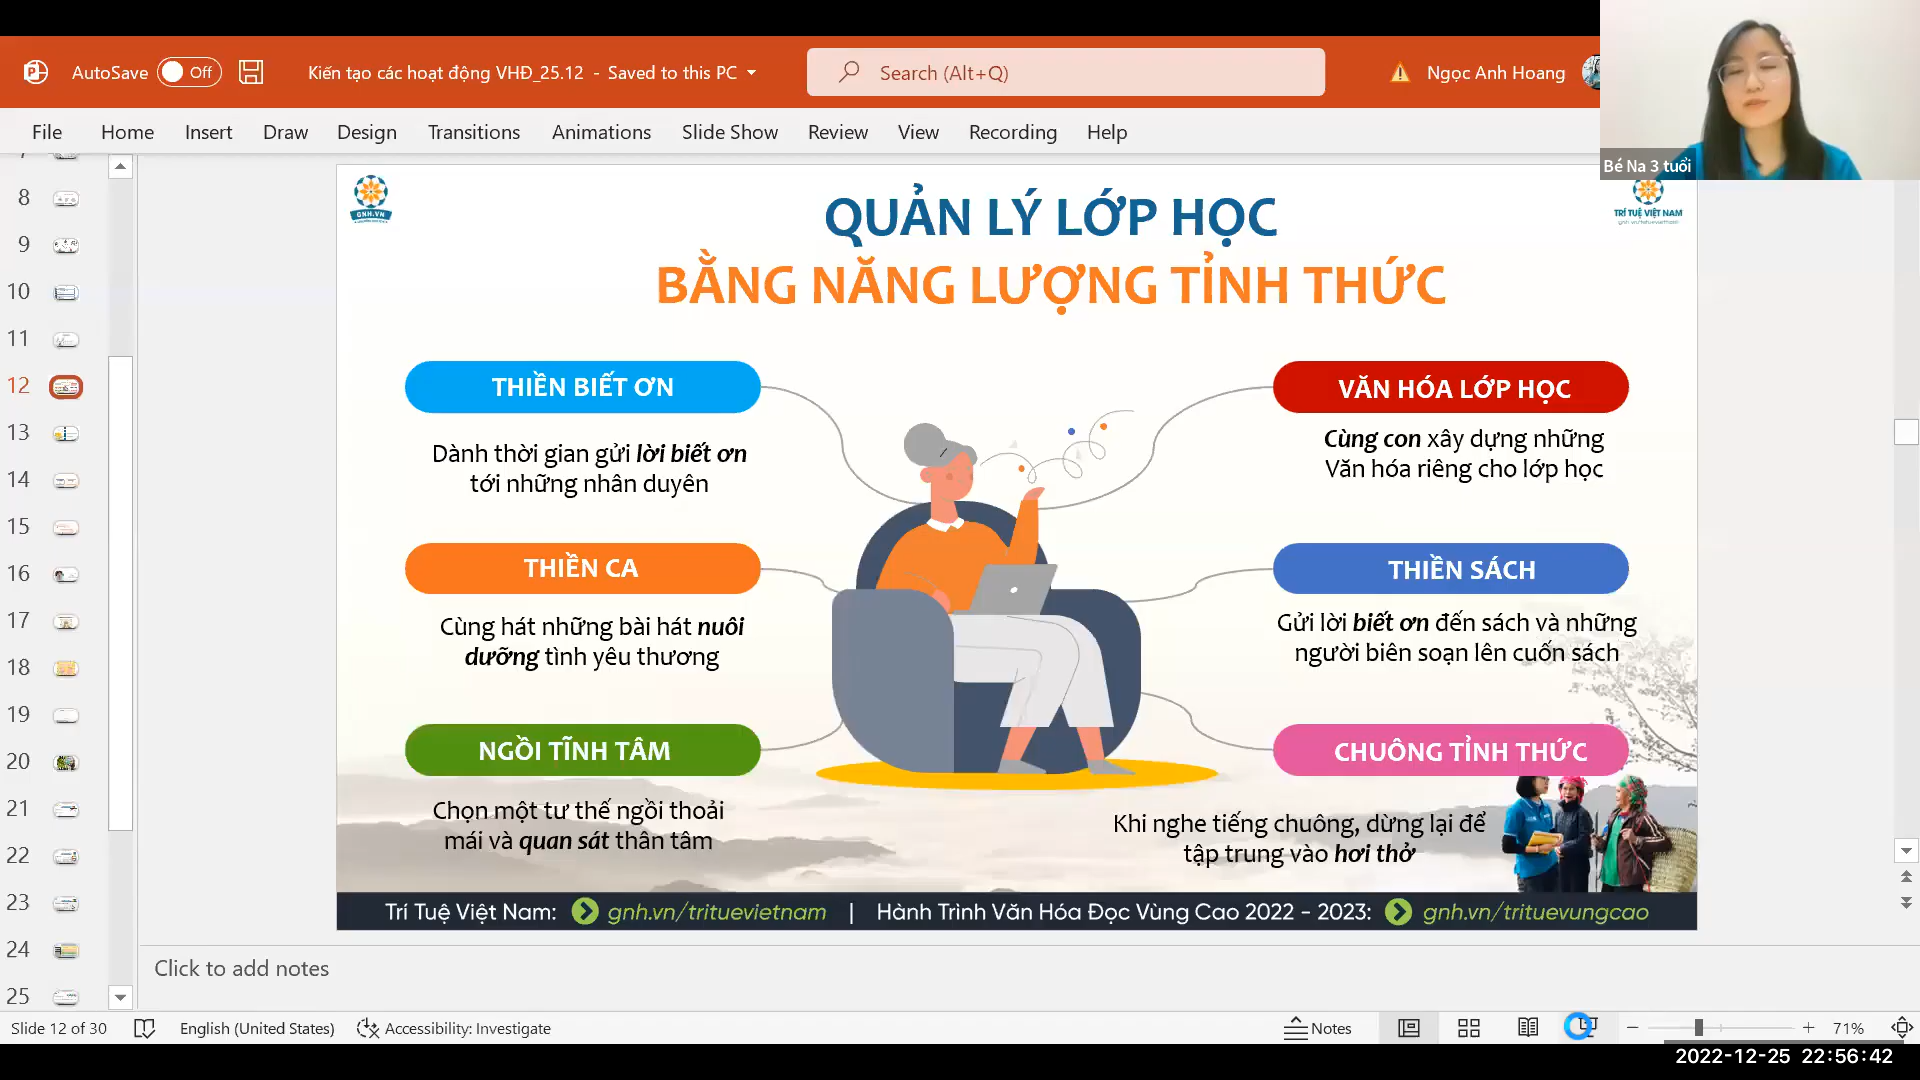 AutoSave
Off
Kiến tạo các hoạt động VHĐ_25.12 - Saved to this PC
Search (Alt+Q)
Ngọc Anh Hoang
Bé Na 3 tuổi
File Home Insert Draw Design Transitions Animations Slide Show Review View Recording Help
8
9
10
11
12
13
14
15
16
17
18
19
20
21
22
23
24
25
GNH.VN
TRÍ TUỆ VIỆT NAM
QUẢN LÝ LỚP HỌC
BẰNG NĂNG LƯỢNG TỈNH THỨC
THIỀN BIẾT ƠN
Dành thời gian gửi lời biết ơn
tới những nhân duyên
THIỀN CA
Cùng hát những bài hát nuôi
dưỡng tình yêu thương
NGỒI TĨNH TÂM
Chọn một tư thế ngồi thoải
mái và quan sát thân tâm
VĂN HÓA LỚP HỌC
Cùng con xây dựng những
Văn hóa riêng cho lớp học
THIỀN SÁCH
Gửi lời biết ơn đến sách và những
người biên soạn lên cuốn sách
CHUÔNG TỈNH THỨC
Khi nghe tiếng chuông, dừng lại để
tập trung vào hơi thở
Trí Tuệ Việt Nam: gnh.vn/trituevietnam | Hành Trình Văn Hóa Đọc Vùng Cao 2022 - 2023: gnh.vn/trituevungcao
Click to add notes
Slide 12 of 30
English (United States)
Accessibility: Investigate
Notes
71%
2022-12-25 22:56:42